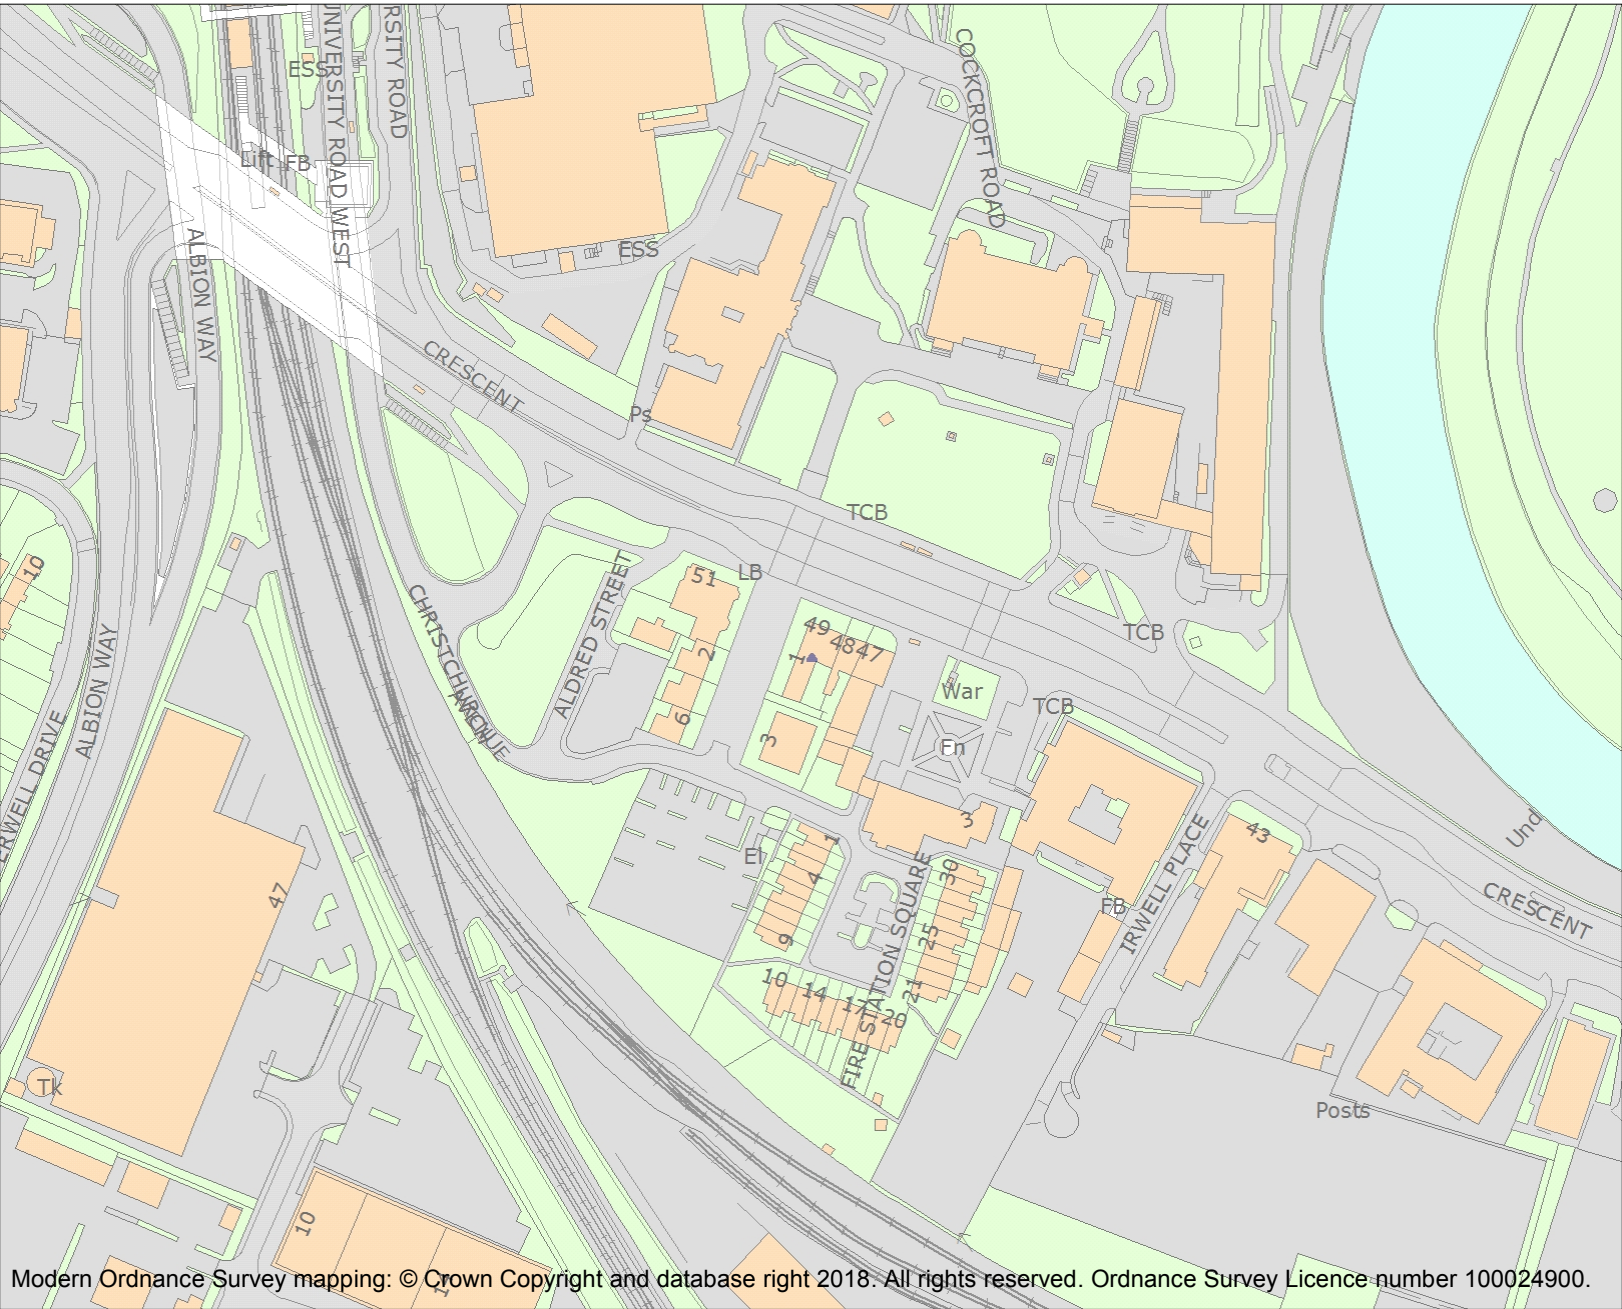 COCKCROFT ROAD
UNIVERSITY ROAD WEST
RSITY ROAD
ESS
Lift
FB
ALBION WAY
ESS
CRESCENT
Ps
TCB
LB
51
10
ALDRED STREET
CHRISTCHURCH
AVENUE
2
6
49
48
47
1
TCB
War
TCB
Fn
3
3
ALBION WAY
ERWELL DRIVE
El
1
4
9
30
25
21
10
14
17
20
FIRE STATION SQUARE
FB
IRWELL PLACE
43
Und
CRESCENT
47
Tk
Posts
10
Modern Ordnance Survey mapping: © Crown Copyright and database right 2018. All rights reserved. Ordnance Survey Licence number 100024900.